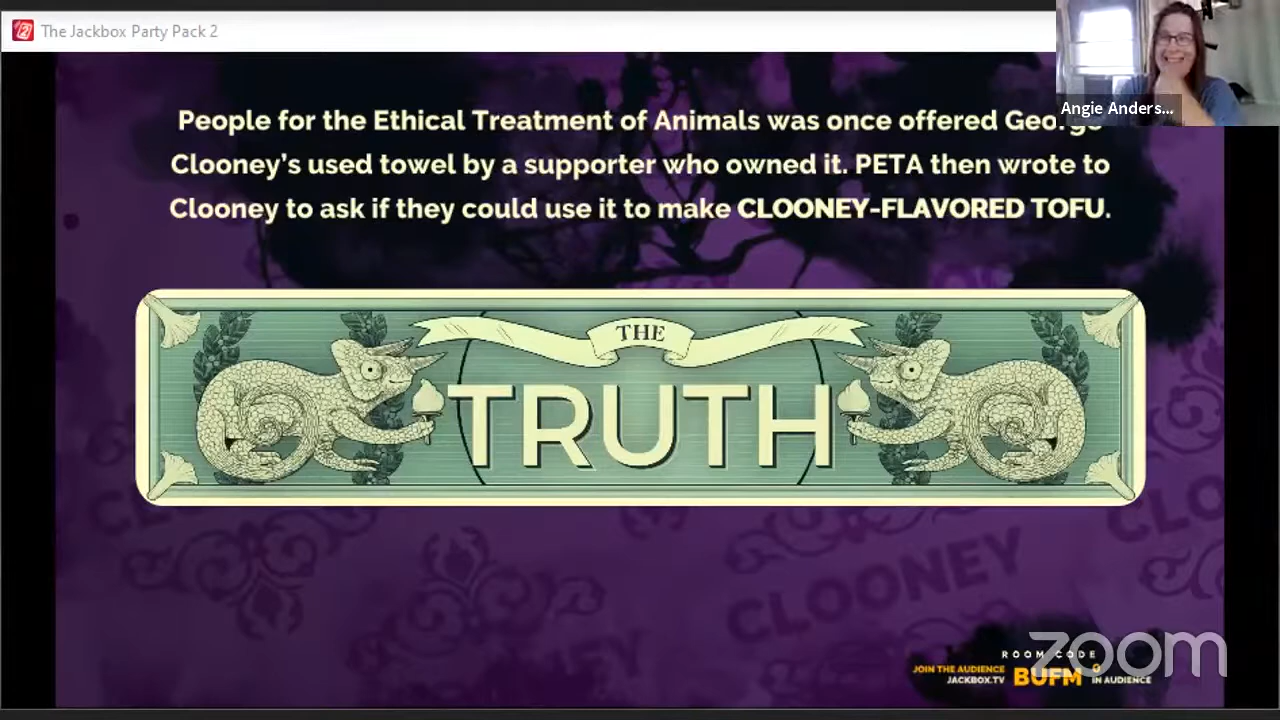 The Jackbox Party Pack 2
Angie Anders...
People for the Ethical Treatment of Animals was once offered George
Clooney's used towel by a supporter who owned it. PETA then wrote to
Clooney to ask if they could use it to make CLOONEY-FLAVORED TOFU.
THE
TRUTH
CLOONEY
ROOM CODE
JOIN THE AUDIENCE
JACKBOX.TV
BUFM
0
IN AUDIENCE
zoom